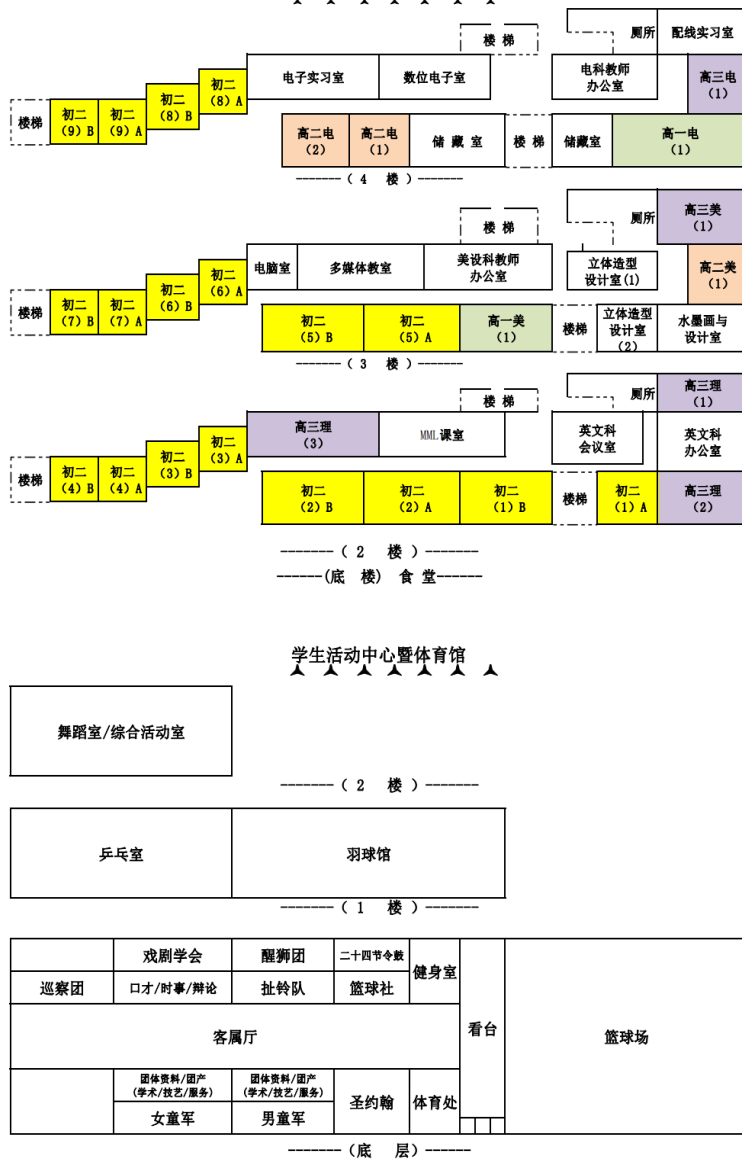 楼 梯
厕所
配线实习室
电子实习室
数位电子室
电科教师
办公室
高三电
(1)
楼梯
初二
(9) B
初二
(9) A
初二
(8) B
初二
(8) A
高二电
(2)
高二电
(1)
储 藏 室
楼 梯
储藏室
高一电
(1)
-------( 4 楼 )-------
楼 梯
厕所
高三美
(1)
电脑室
多媒体教室
美设科教师
办公室
立体造型
设计室(1)
高二美
(1)
楼梯
初二
(7) B
初二
(7) A
初二
(6) B
初二
(6) A
初二
(5) B
初二
(5) A
高一美
(1)
楼梯
立体造型
设计室
(2)
水墨画与
设计室
-------( 3 楼 )-------
楼 梯
厕所
高三理
(1)
高三理
(3)
MML课室
英文科
会议室
英文科
办公室
楼梯
初二
(4) B
初二
(4) A
初二
(3) B
初二
(3) A
初二
(2) B
初二
(2) A
初二
(1) B
楼梯
初二
(1) A
高三理
(2)
-------( 2 楼 )-------
------(底 楼) 食 堂------
学生活动中心暨体育馆
舞蹈室/综合活动室
-------( 2 楼 )-------
乒乓室
羽球馆
-------( 1 楼 )-------
戏剧学会
醒狮团
二十四节令鼓
健身室
巡察团
口才/时事/辩论
扯铃队
篮球社
客属厅
看台
篮球场
团体资料/团产
(学术/技艺/服务)
团体资料/团产
(学术/技艺/服务)
圣约翰
体育处
女童军
男童军
-------(底 层)-------